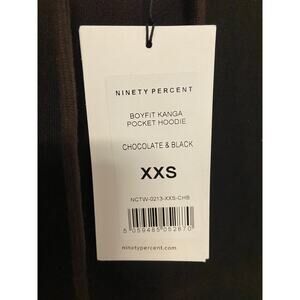 NINETY PERCENT
BOYFIT KANGA
POCKET HOODIE
CHOCOLATE & BLACK
XXS
NCTW-0213-XXS-CHB
5 059485 052870 >
ninetypercent.com